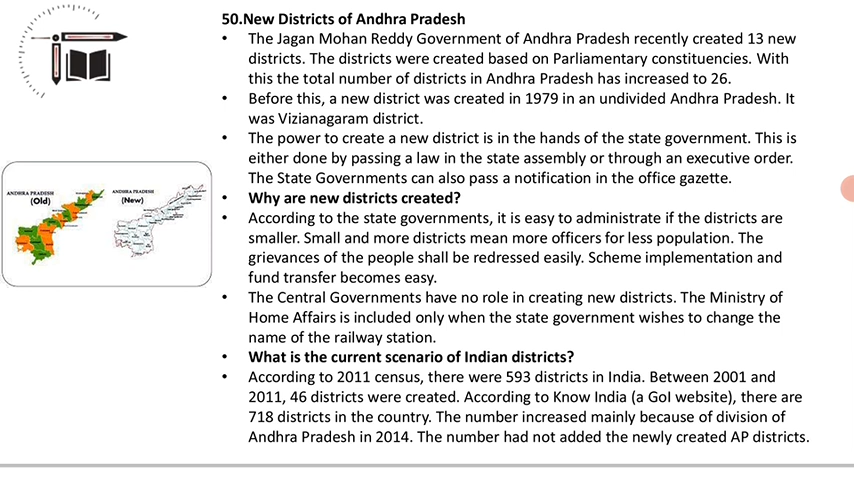 50.New Districts of Andhra Pradesh
• The Jagan Mohan Reddy Government of Andhra Pradesh recently created 13 new
districts. The districts were created based on Parliamentary constituencies. With
this the total number of districts in Andhra Pradesh has increased to 26.
• Before this, a new district was created in 1979 in an undivided Andhra Pradesh. It
was Vizianagaram district.
• The power to create a new district is in the hands of the state government. This is
either done by passing a law in the state assembly or through an executive order.
The State Governments can also pass a notification in the office gazette.
• Why are new districts created?
• According to the state governments, it is easy to administrate if the districts are
smaller. Small and more districts mean more officers for less population. The
grievances of the people shall be redressed easily. Scheme implementation and
fund transfer becomes easy.
• The Central Governments have no role in creating new districts. The Ministry of
Home Affairs is included only when the state government wishes to change the
name of the railway station.
• What is the current scenario of Indian districts?
• According to 2011 census, there were 593 districts in India. Between 2001 and
2011, 46 districts were created. According to Know India (a GoI website), there are
718 districts in the country. The number increased mainly because of division of
Andhra Pradesh in 2014. The number had not added the newly created AP districts.
ANDHRA PRADESH
(Old)
ANDHRA PRADESH
(New)